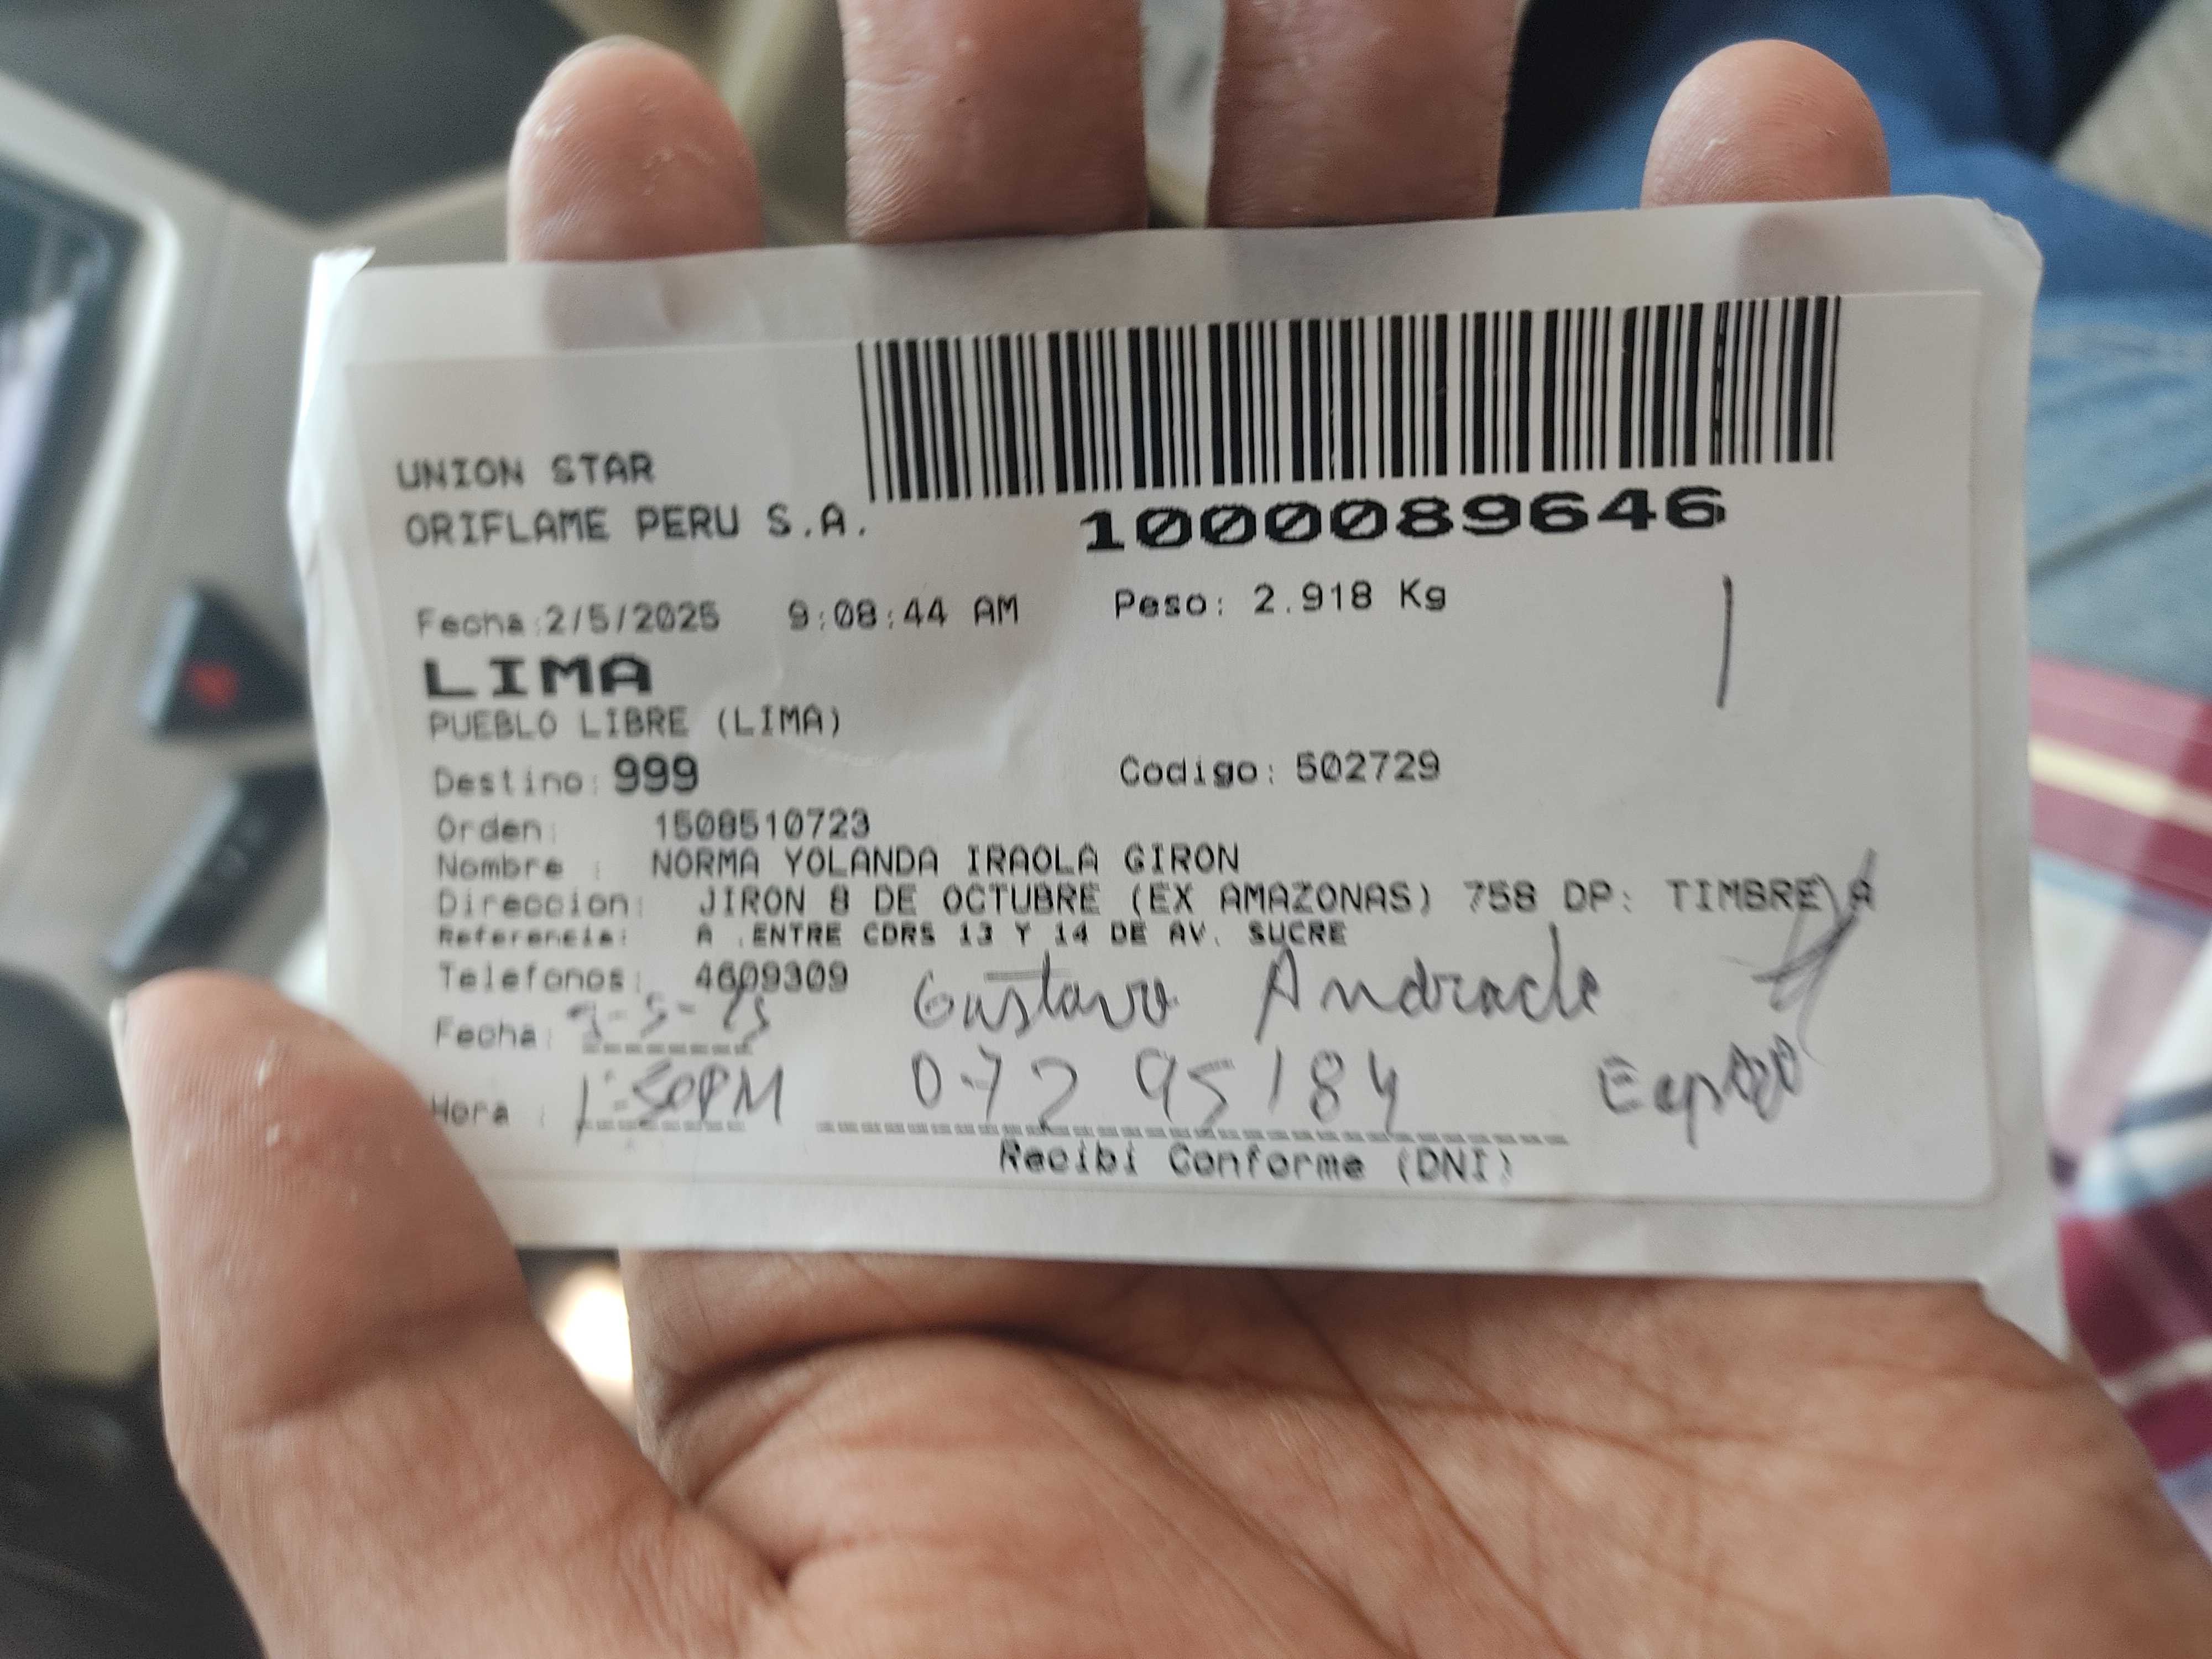 UNION STAR
ORIFLAME PERU S.A.
1000089646
Fecha:2/5/2025 9:08:44 AM Peso: 2.918 Kg
LIMA
PUEBLO LIBRE (LIMA)
Destino: 999 Codigo: 502729
Orden: 1508510723
Nombre : NORMA YOLANDA IRAOLA GIRON
Direccion: JIRON 8 DE OCTUBRE (EX AMAZONAS) 758 DP: TIMBRE A
Referencia: A .ENTRE CDRS 13 Y 14 DE AV. SUCRE
Telefonos: 4609309 Gustavo Andrade
Fecha:
Hora : 1:50PM 07295184
Recibi Conforme (DNI)